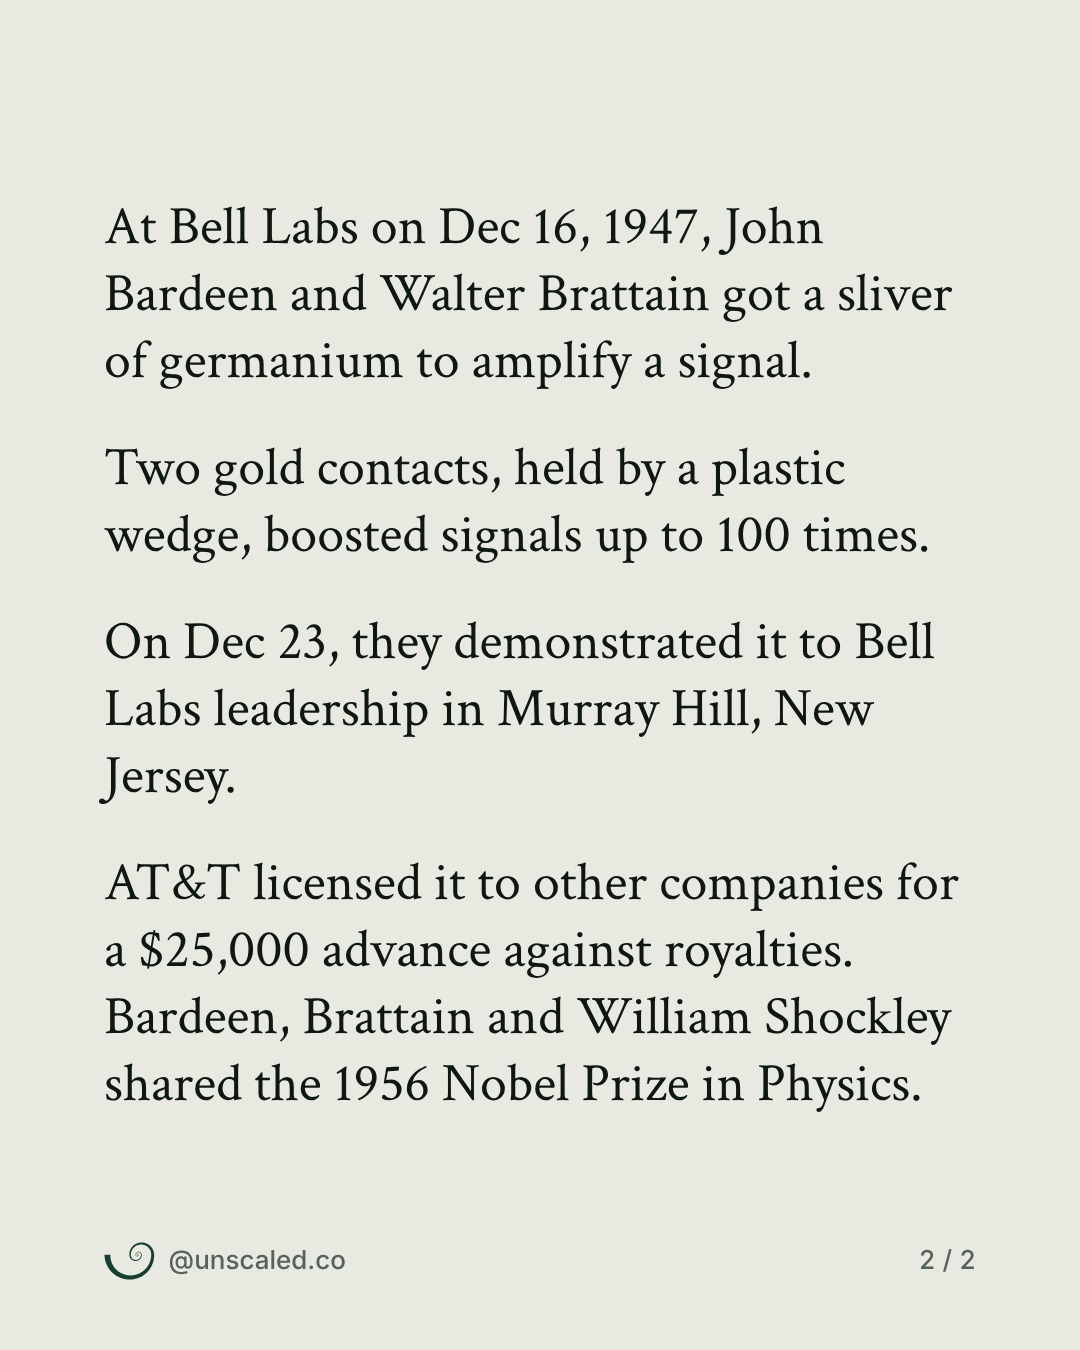 At Bell Labs on Dec 16, 1947, John
Bardeen and Walter Brattain got a sliver
of germanium to amplify a signal.
Two gold contacts, held by a plastic
wedge, boosted signals up to 100 times.
On Dec 23, they demonstrated it to Bell
Labs leadership in Murray Hill, New
Jersey.
AT&T licensed it to other companies for
a $25,000 advance against royalties.
Bardeen, Brattain and William Shockley
shared the 1956 Nobel Prize in Physics.
@unscaled.co
2 / 2